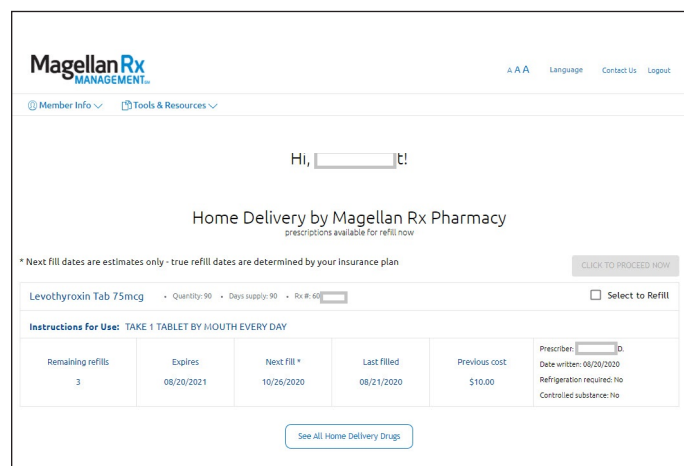 Magellan Rx
MANAGEMENT
A A A Language Contact Us Logout
Member Info Tools & Resources
Hi, t!
Home Delivery by Magellan Rx Pharmacy
prescriptions available for refill now
* Next fill dates are estimates only - true refill dates are determined by your insurance plan
CLICK TO PROCEED NOW
Levothyroxin Tab 75mcg • Quantity: 90 • Days supply: 90 • Rx #: 60 Select to Refill
Instructions for Use: TAKE 1 TABLET BY MOUTH EVERY DAY
Remaining refills Expires Next fill * Last filled Previous cost
3 08/20/2021 10/26/2020 08/21/2020 $10.00
Prescriber: D.
Date written: 08/20/2020
Refrigeration required: No
Controlled substance: No
See All Home Delivery Drugs